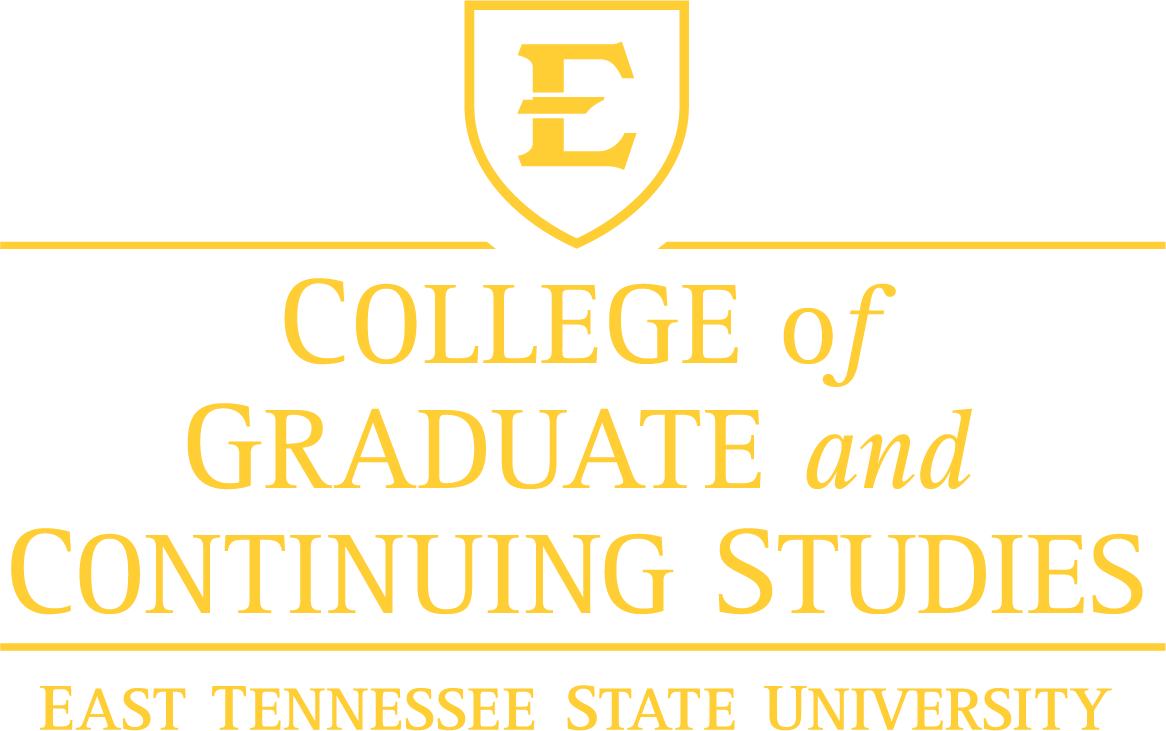 E
COLLEGE of
GRADUATE and
CONTINUING STUDIES
EAST TENNESSEE STATE UNIVERSITY